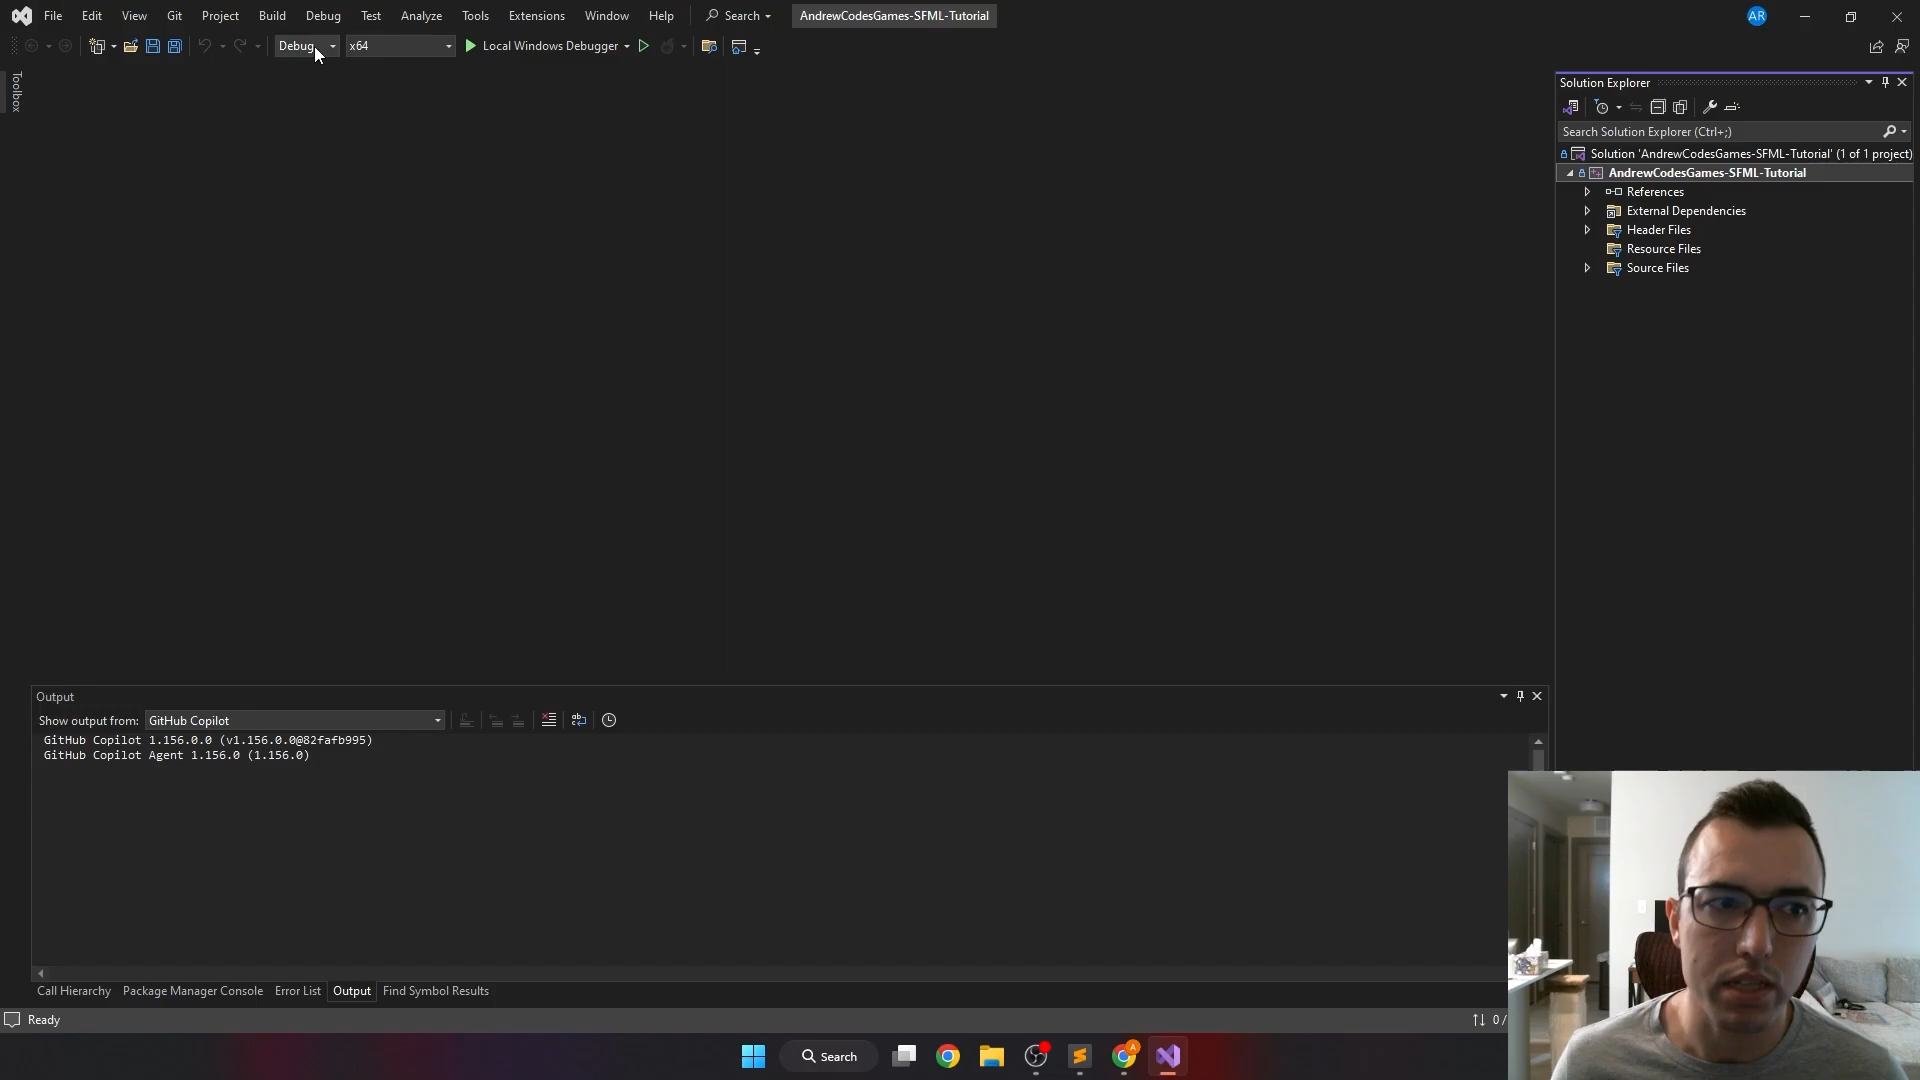 File Edit View Git Project Build Debug Test Analyze Tools Extensions Window Help Search AndrewCodesGames-SFML-Tutorial AR
Debug x64 Local Windows Debugger
Toolbox
Solution Explorer
Search Solution Explorer (Ctrl+;)
Solution 'AndrewCodesGames-SFML-Tutorial' (1 of 1 project)
AndrewCodesGames-SFML-Tutorial
References
External Dependencies
Header Files
Resource Files
Source Files
Output
Show output from: GitHub Copilot
GitHub Copilot 1.156.0.0 (v1.156.0.0@82fafb995)
GitHub Copilot Agent 1.156.0 (1.156.0)
Call Hierarchy Package Manager Console Error List Output Find Symbol Results
Ready 0 /
Search A